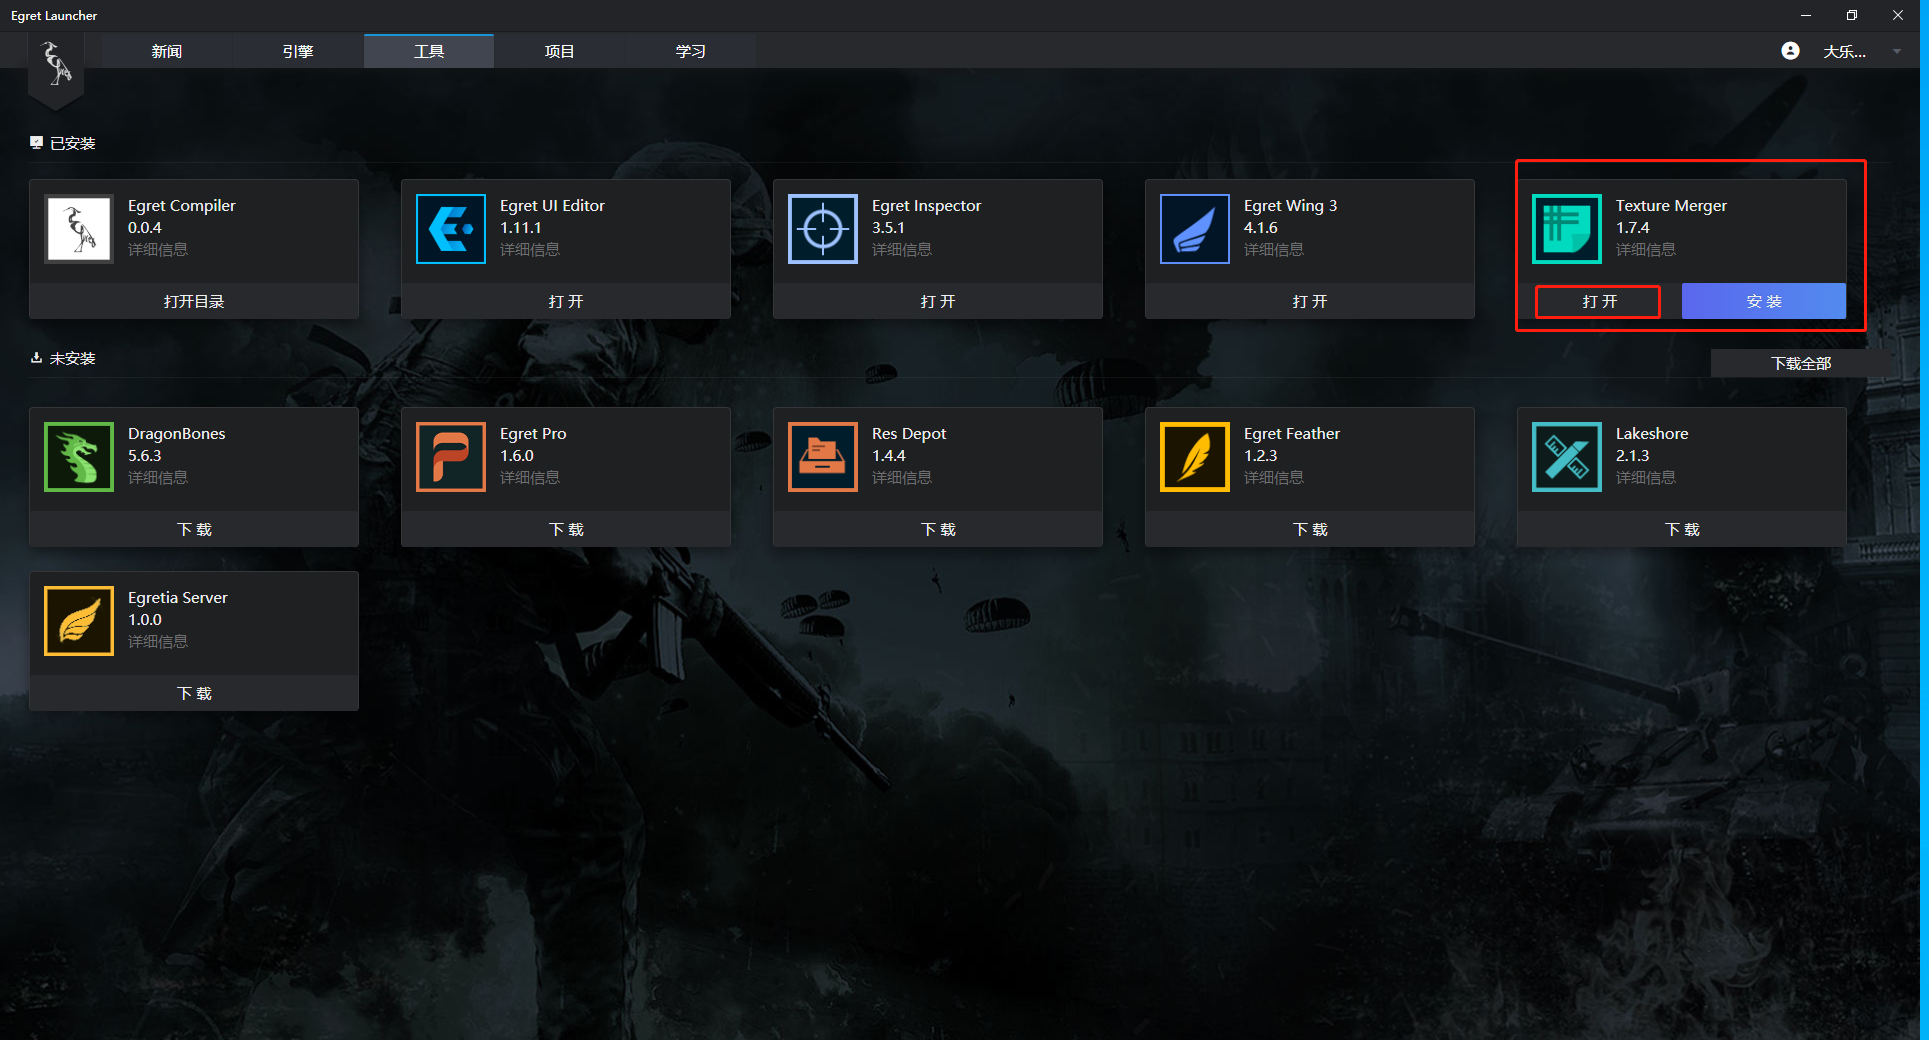 Egret Launcher
新闻
引擎
工具
项目
学习
大乐...
已安装
Egret Compiler
0.0.4
详细信息
打开目录
Egret UI Editor
1.11.1
详细信息
打 开
Egret Inspector
3.5.1
详细信息
打 开
Egret Wing 3
4.1.6
详细信息
打 开
Texture Merger
1.7.4
详细信息
打 开
安 装
未安装
下载全部
DragonBones
5.6.3
详细信息
下 载
Egret Pro
1.6.0
详细信息
下 载
Res Depot
1.4.4
详细信息
下 载
Egret Feather
1.2.3
详细信息
下 载
Lakeshore
2.1.3
详细信息
下 载
Egretia Server
1.0.0
详细信息
下 载